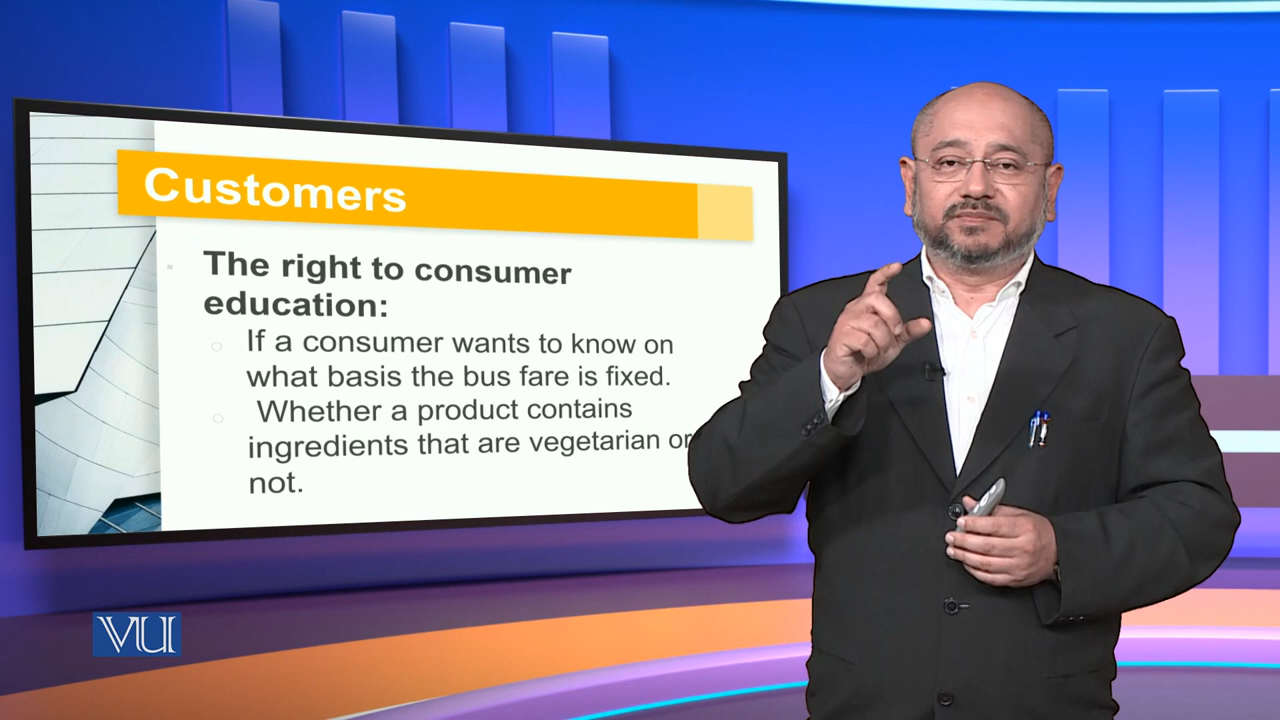 Customers
The right to consumer
education:
If a consumer wants to know on
what basis the bus fare is fixed.
Whether a product contains
ingredients that are vegetarian or
not.
VU